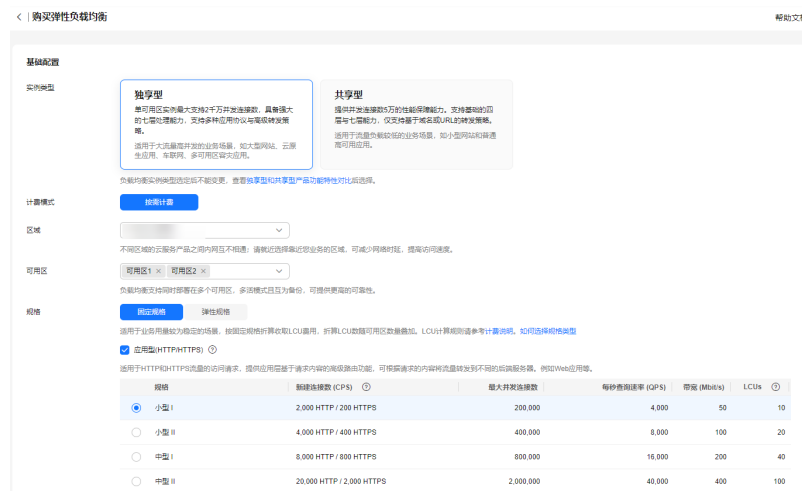 < | 购买弹性负载均衡
帮助文档
基础配置
实例类型
独享型
单可用区实例最大支持2千万并发连接数，具备强大
的七层处理能力，支持多种应用协议与高级转发策
略。
适用于大流量高并发的业务场景，如大型网站、云原
生应用、车联网、多可用区容灾应用。
共享型
提供并发连接数5万的性能保障能力。支持基础的四
层与七层能力，仅支持基于域名或URL的转发策略。
适用于流量负载较低的业务场景，如小型网站和普通
高可用应用。
负载均衡实例类型选定后不能变更，查看独享型和共享型产品功能特性对比后选择。
计费模式
按需计费
区域
不同区域的云服务产品之间内网互不相通；请就近选择靠近您业务的区域，可减少网络时延，提高访问速度。
可用区
可用区1 × 可用区2 ×
负载均衡支持同时部署在多个可用区，多活模式且互为备份，可提供更高的可靠性。
规格
固定规格 弹性规格
适用于业务用量较为稳定的场景，按固定规格折算收取LCU费用，折算LCU数随可用区数量叠加。LCU计算规则请参考计费说明。如何选择规格类型
应用型(HTTP/HTTPS) ?
适用于HTTP和HTTPS流量的访问请求，提供应用层基于请求内容的高级路由功能，可根据请求的内容将流量转发到不同的后端服务器。例如Web应用等。
规格 新建连接数 (CPS) ? 最大并发连接数 每秒查询速率 (QPS) 带宽 (Mbit/s) LCUs ?
小型 I 2,000 HTTP / 200 HTTPS 200,000 4,000 50 10
小型 II 4,000 HTTP / 400 HTTPS 400,000 8,000 100 20
中型 I 8,000 HTTP / 800 HTTPS 800,000 16,000 200 40
中型 II 20,000 HTTP / 2,000 HTTPS 2,000,000 40,000 400 100